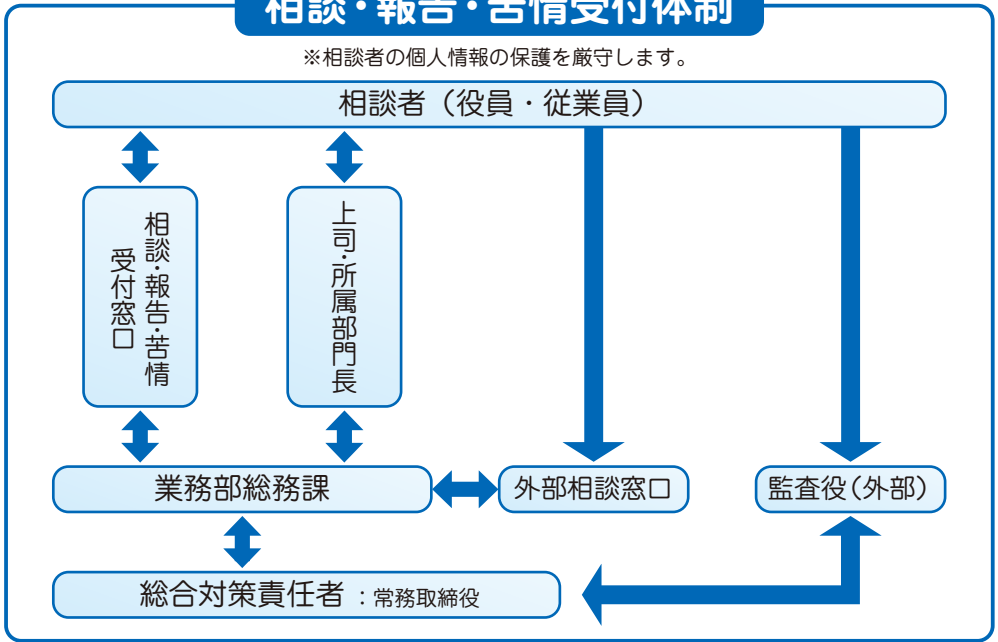 相談・報告・苦情受付体制
※相談者の個人情報の保護を厳守します。
相談者（役員・従業員）
相談・報告・苦情
受付窓口
上司・所属部門長
業務部総務課
外部相談窓口
監査役（外部）
総合対策責任者：常務取締役